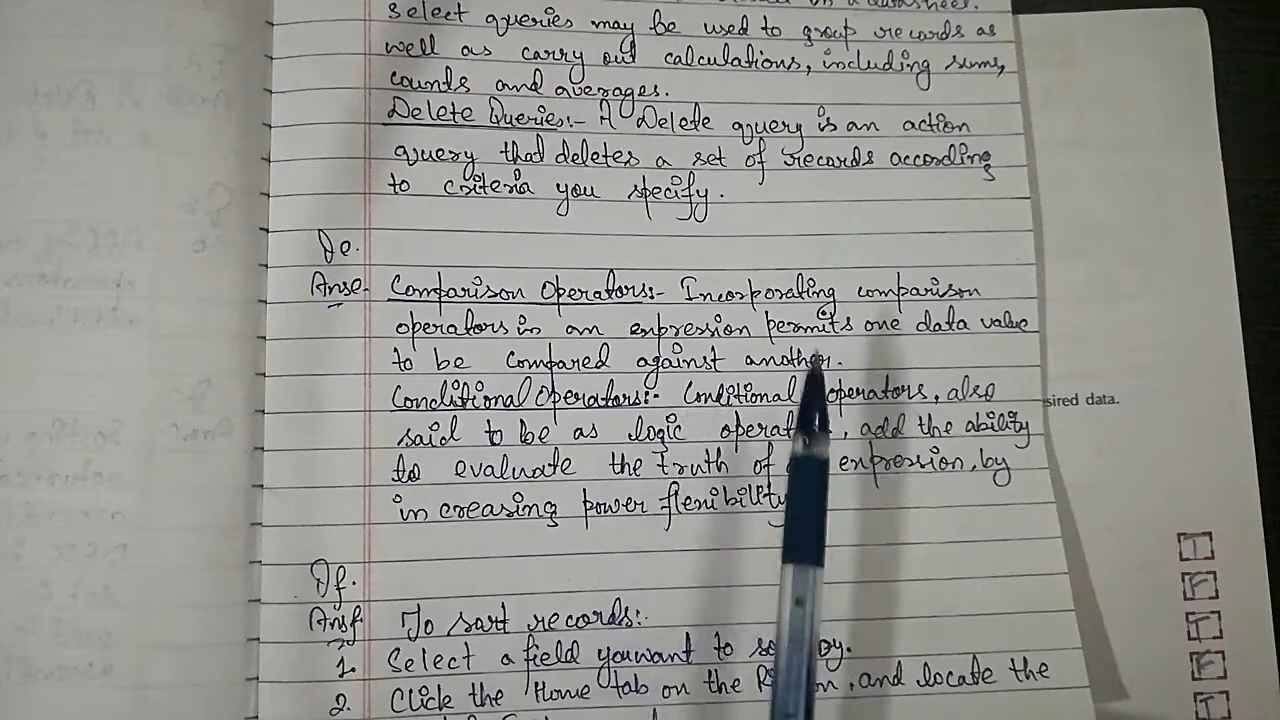 Select queries may be used to group records as
well as carry out calculations, including sums,
counds and averages.
Delete Queries:- A Delete query is an action
query that deletes a set of records according
to criteria you specify.
Qe.
Anse. Comparison Operators:- Incorporating comparison
operators in an expression permits one data value
to be compared against another.
Conditional Operators:- Conditional operators, also
said to be as logic operat , add the ability
to evaluate the truth of expression, by
in creasing power flexibility
Qf.
Ansf To sort records:
1. Select a field you want to by.
2. Click the Home tab on the , and locate the
sired data.
T
F
T
F
T